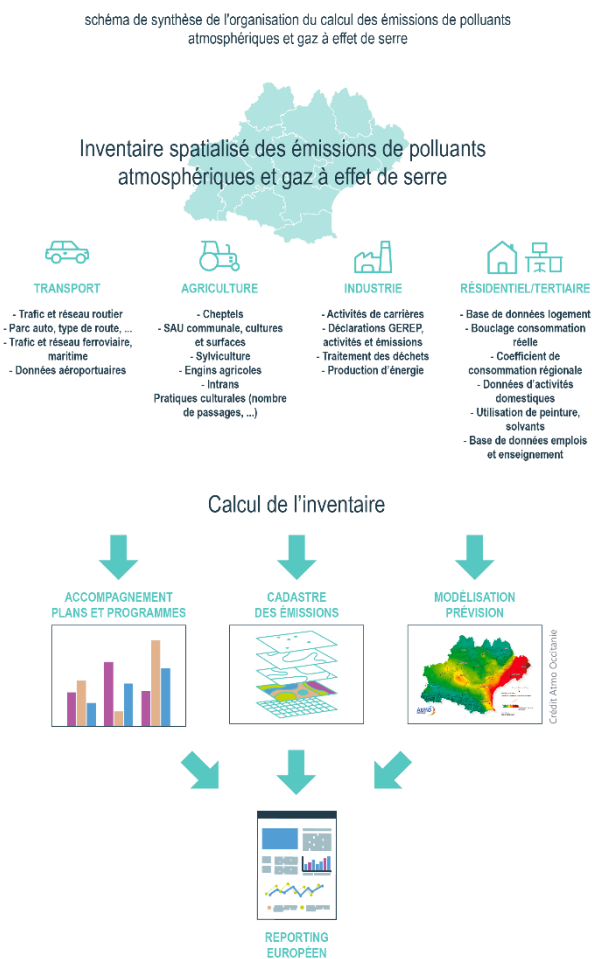 schéma de synthèse de l'organisation du calcul des émissions de polluants
atmosphériques et gaz à effet de serre
Inventaire spatialisé des émissions de polluants
atmosphériques et gaz à effet de serre
TRANSPORT
- Trafic et réseau routier
- Parc auto, type de route, ...
- Trafic et réseau ferroviaire,
maritime
- Données aéroportuaires
AGRICULTURE
- Cheptels
- SAU communale, cultures
et surfaces
- Sylviculture
- Engins agricoles
- Intrans
Pratiques culturales (nombre
de passages, ...)
INDUSTRIE
- Activités de carrières
- Déclarations GEREP,
activités et émissions
- Traitement des déchets
- Production d'énergie
RÉSIDENTIEL/TERTIAIRE
- Base de données logement
- Bouclage consommation
réelle
- Coefficient de
consommation régionale
- Données d'activités
domestiques
- Utilisation de peinture,
solvants
- Base de données emplois
et enseignement
Calcul de l'inventaire
ACCOMPAGNEMENT
PLANS ET PROGRAMMES
CADASTRE
DES ÉMISSIONS
MODÉLISATION
PRÉVISION
Crédit Atmo Occitanie
REPORTING
EUROPÉEN